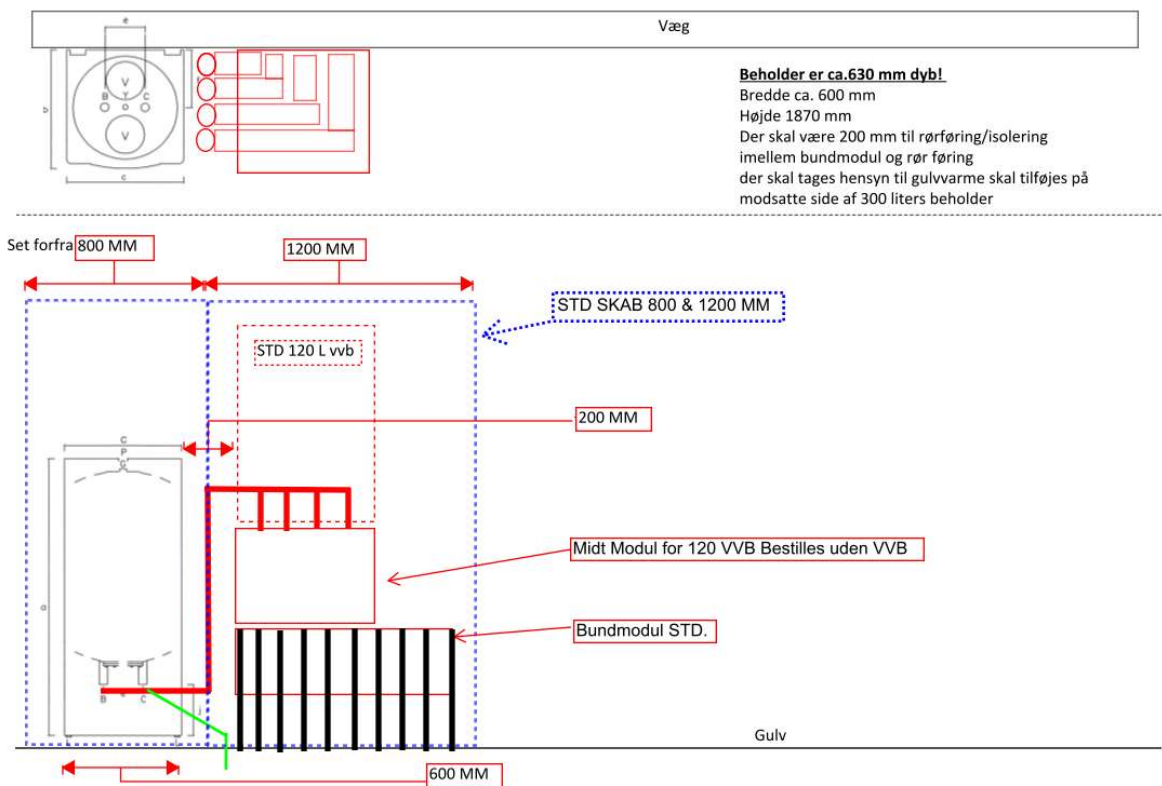 Væg
e
V
B
Y
C
V
b
c
Beholder er ca.630 mm dyb!
Bredde ca. 600 mm
Højde 1870 mm
Der skal være 200 mm til rørføring/isolering
imellem bundmodul og rør føring
der skal tages hensyn til gulvvarme skal tilføjes på
modsatte side af 300 liters beholder
Set forfra
800 MM
1200 MM
STD SKAB 800 & 1200 MM
STD 120 L vvb
200 MM
C
P
G
a
Midt Modul for 120 VVB Bestilles uden VVB
Bundmodul STD.
B
C
Gulv
600 MM